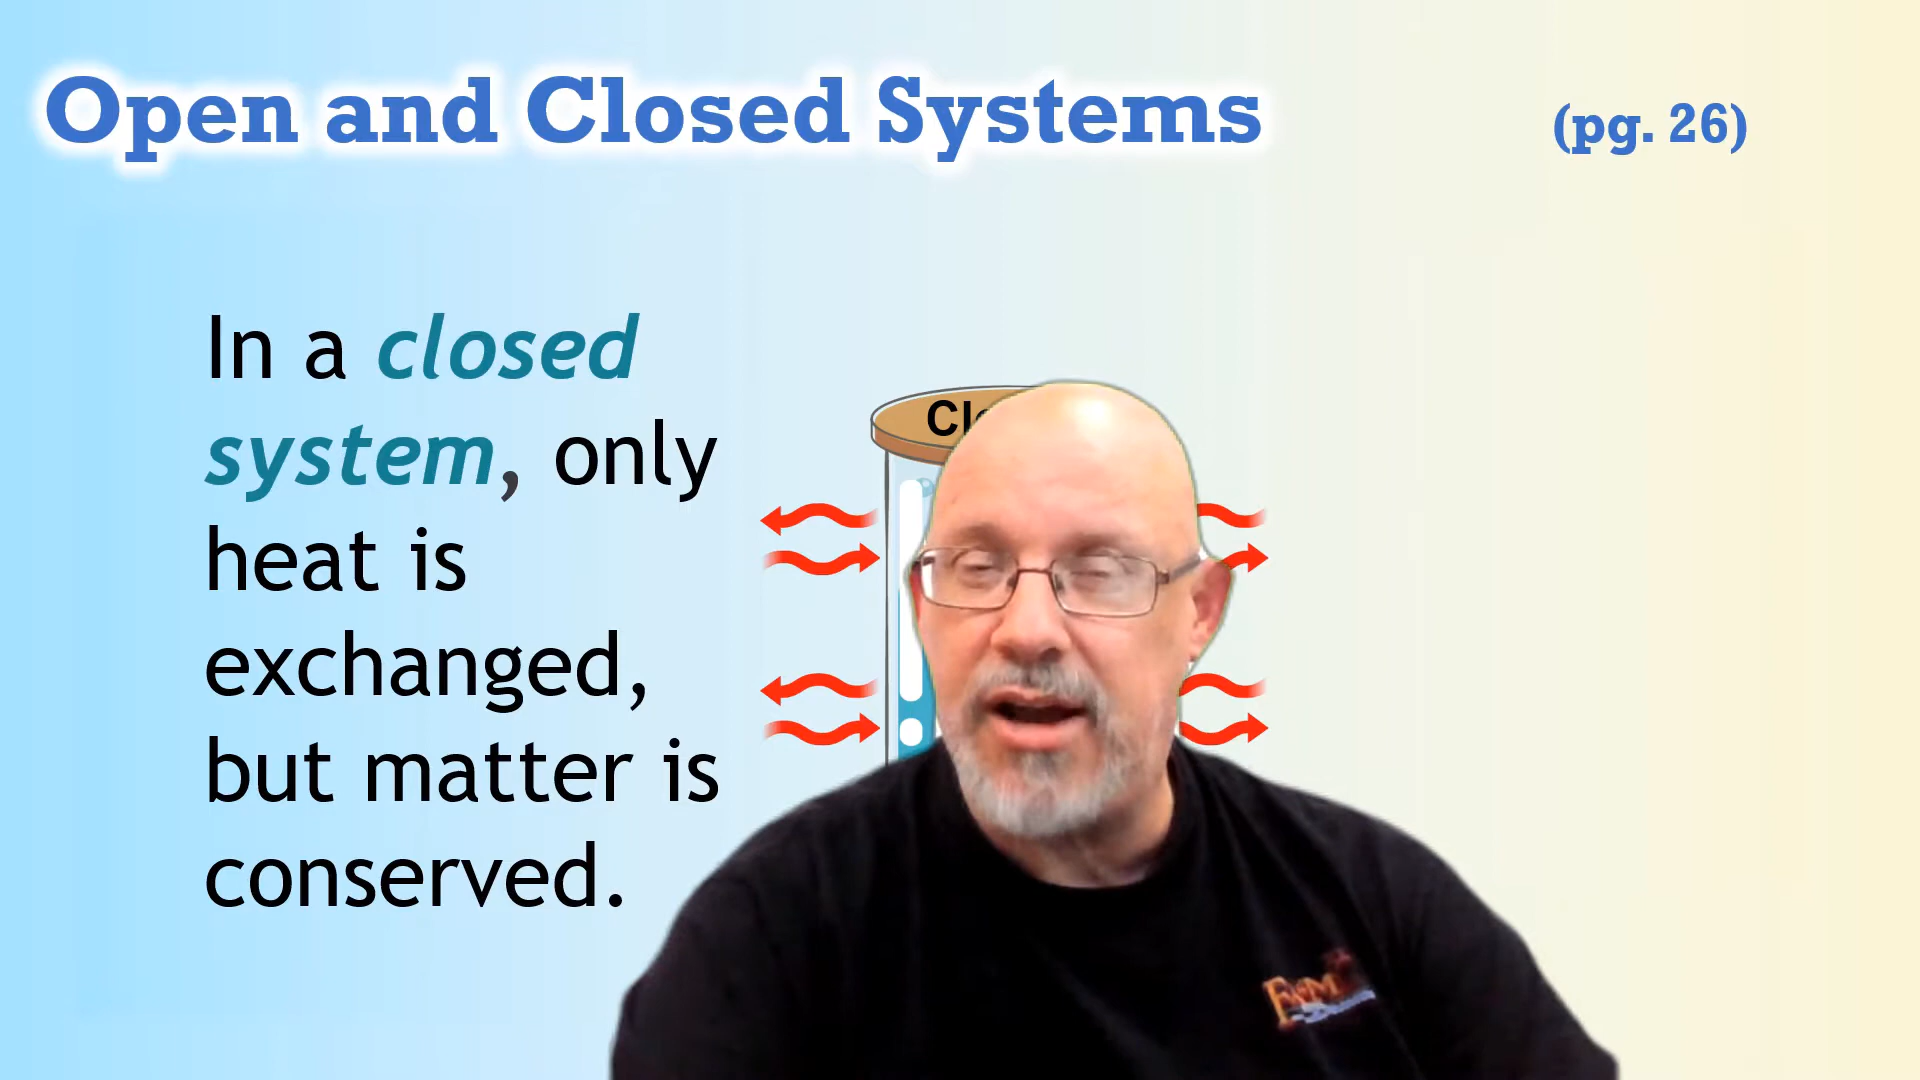 Open and Closed Systems
(pg. 26)
In a closed
system, only
heat is
exchanged,
but matter is
conserved.